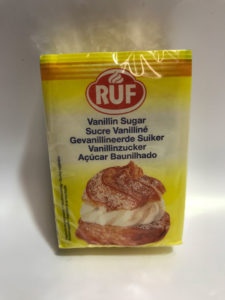 RUF
Vanillin Sugar
Sucre Vanilliné
Gevanillineerde Suiker
Vanillinzucker
Açúcar Baunilhado